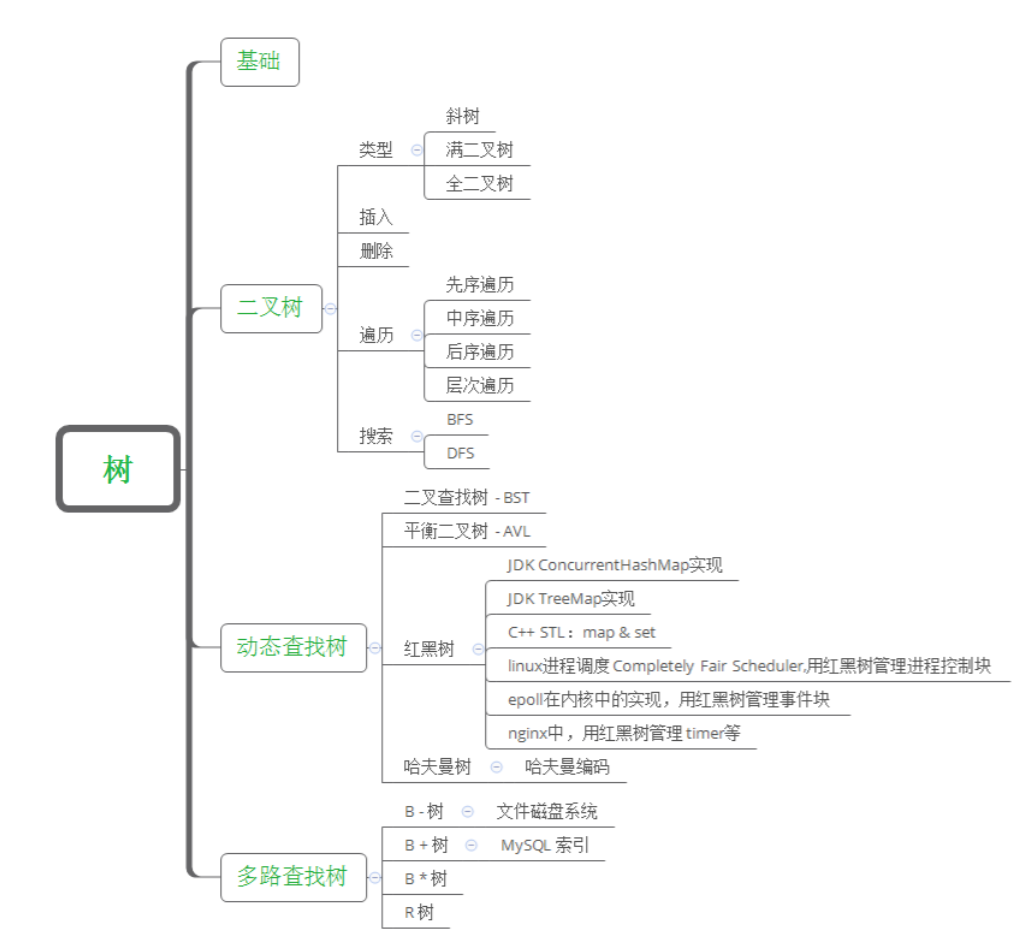 树
基础
二叉树
类型
斜树
满二叉树
全二叉树
插入
删除
遍历
先序遍历
中序遍历
后序遍历
层次遍历
搜索
BFS
DFS
动态查找树
二叉查找树 - BST
平衡二叉树 - AVL
红黑树
JDK ConcurrentHashMap实现
JDK TreeMap实现
C++ STL：map & set
linux进程调度 Completely Fair Scheduler,用红黑树管理进程控制块
epoll在内核中的实现，用红黑树管理事件块
nginx中，用红黑树管理 timer等
哈夫曼树
哈夫曼编码
多路查找树
B - 树
文件磁盘系统
B + 树
MySQL 索引
B * 树
R 树